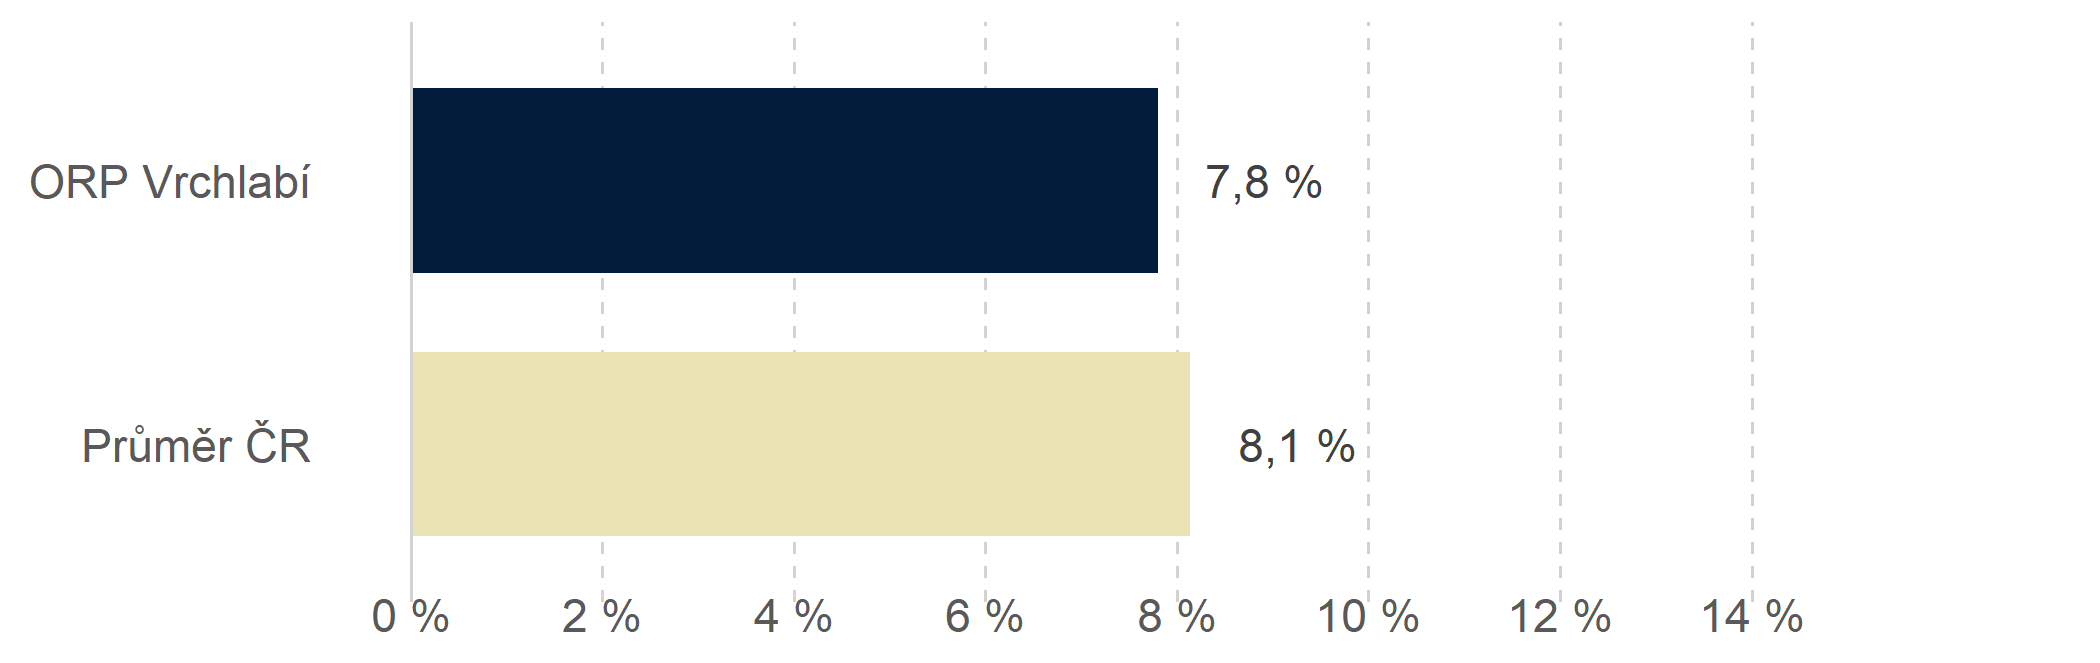 ORP Vrchlabí
7,8 %
Průměr ČR
8,1 %
0 % 2 % 4 % 6 % 8 % 10 % 12 % 14 %